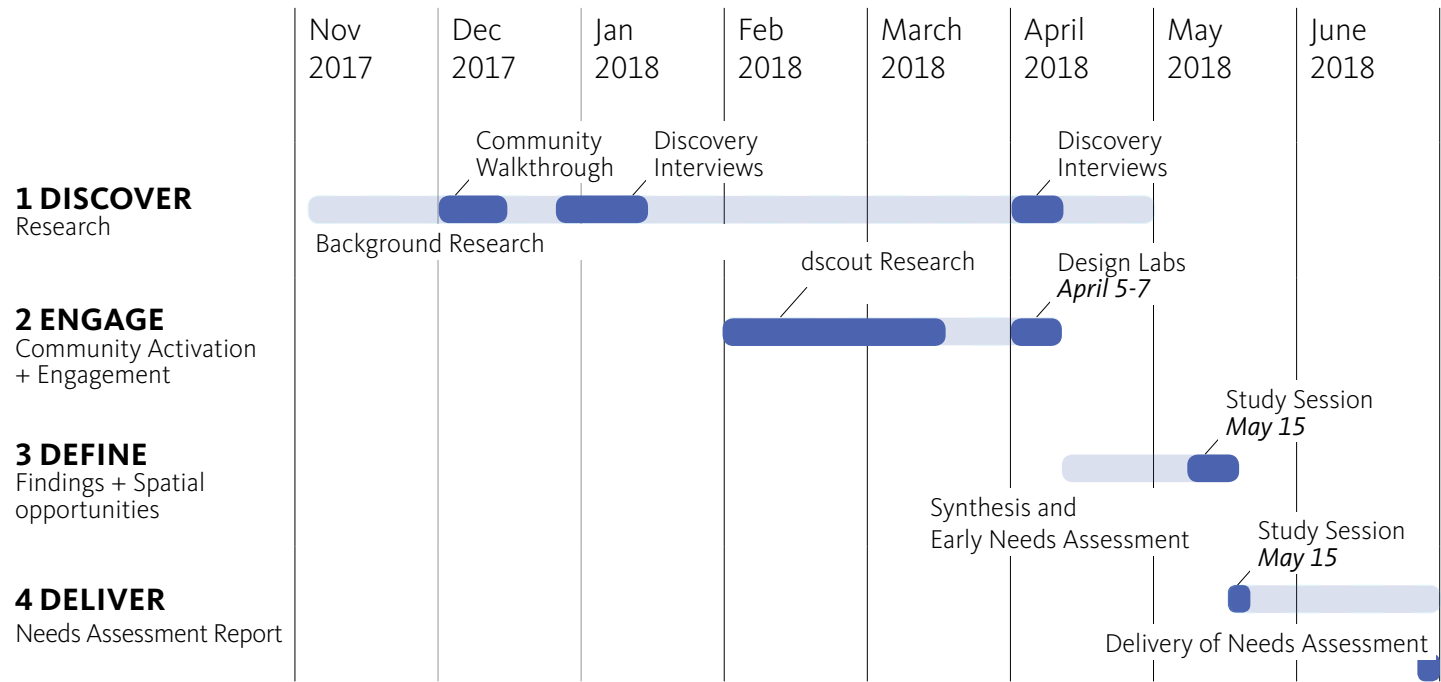 Nov
2017
Dec
2017
Jan
2018
Feb
2018
March
2018
April
2018
May
2018
June
2018
1 DISCOVER
Research
Community
Walkthrough
Discovery
Interviews
Discovery
Interviews
Background Research
2 ENGAGE
Community Activation
+ Engagement
dscout Research
Design Labs
April 5-7
3 DEFINE
Findings + Spatial
opportunities
Study Session
May 15
Synthesis and
Early Needs Assessment
4 DELIVER
Needs Assessment Report
Study Session
May 15
Delivery of Needs Assessment